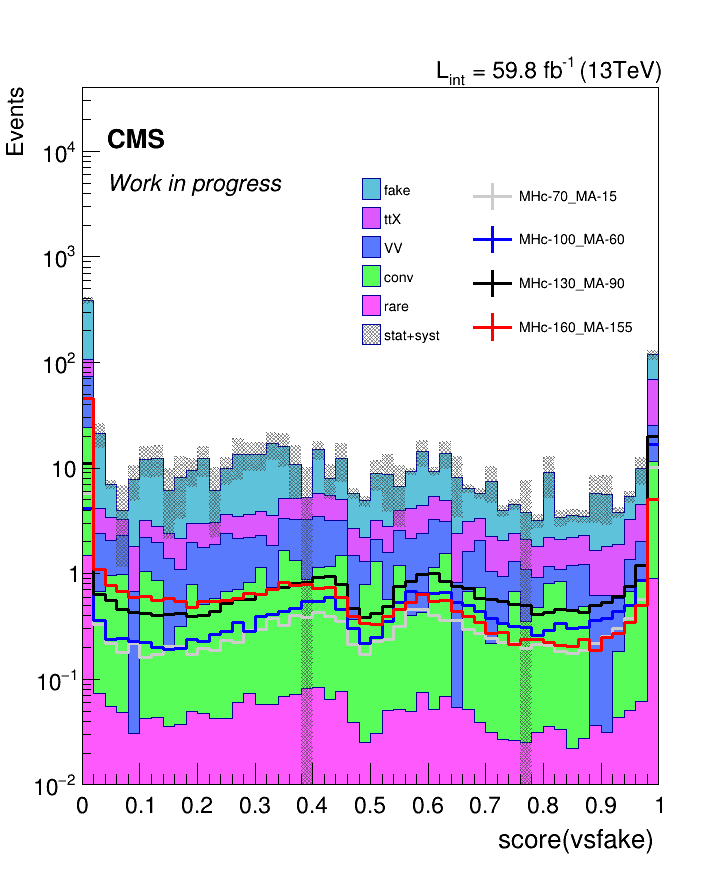 L_int = 59.8 fb^-1 (13TeV)
Events
CMS
Work in progress
fake
ttX
VV
conv
rare
stat+syst
MHc-70_MA-15
MHc-100_MA-60
MHc-130_MA-90
MHc-160_MA-155
10^4
10^3
10^2
10
1
10^−1
10^−2
0 0.1 0.2 0.3 0.4 0.5 0.6 0.7 0.8 0.9 1
score(vsfake)